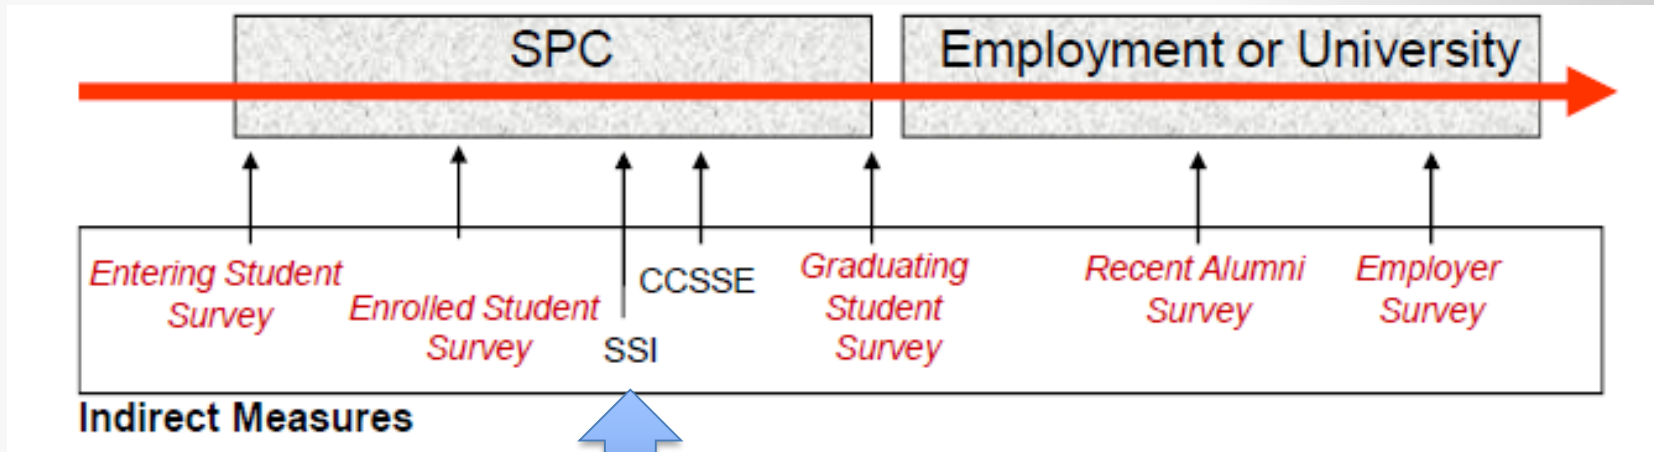 SPC
Employment or University
Entering Student
Survey
Enrolled Student
Survey
SSI
CCSSE
Graduating
Student
Survey
Recent Alumni
Survey
Employer
Survey
Indirect Measures